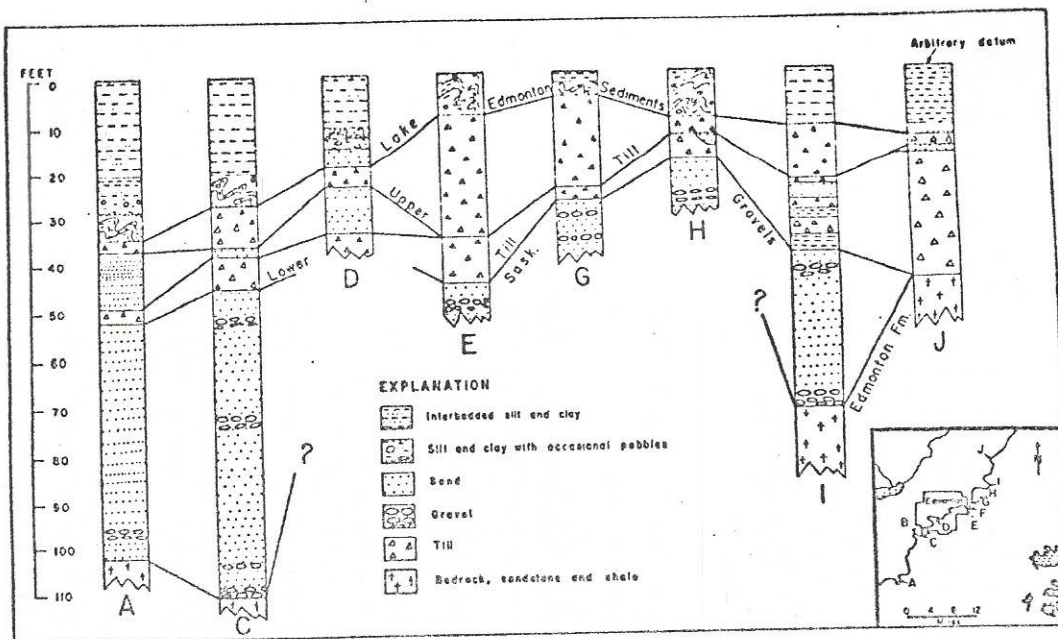 Arbitrary datum
FEET
0
10
20
30
40
50
60
70
80
90
100
110
Lake Edmonton Sediments
Upper Till
Lower Till
Sask. Gravels
Edmonton Fm.
?
?
A
C
D
E
G
H
I
J
EXPLANATION
Interbedded silt and clay
Silt and clay with occasional pebbles
Sand
Gravel
Till
Bedrock, sandstone and shale
J
N
I
H
G
F
E
D
B
C
A
0 4 8 12